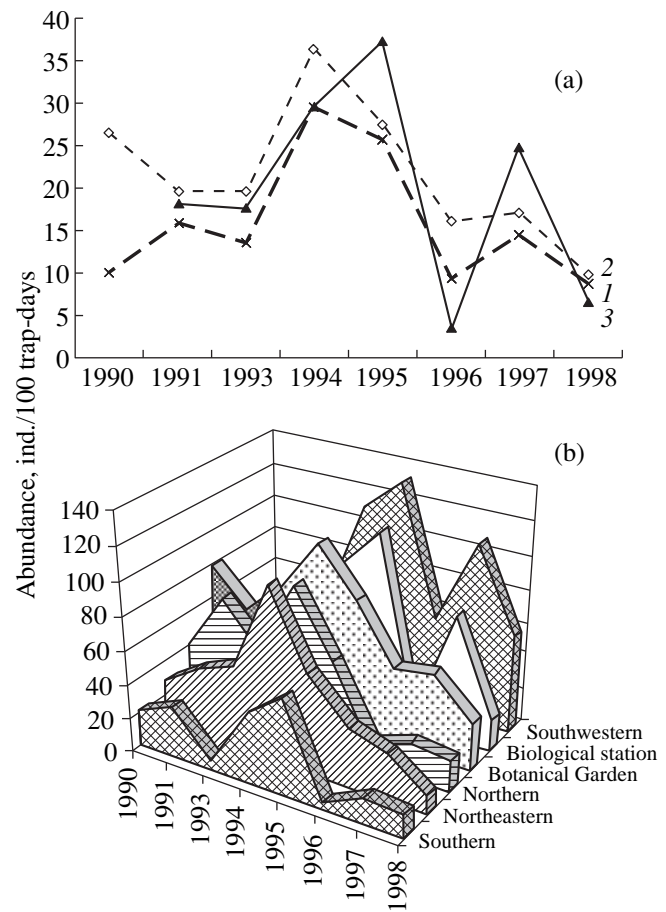 Abundance, ind./100 trap-days
(a)
40
35
30
25
20
15
10
5
0
2
1
3
1990 1991 1993 1994 1995 1996 1997 1998
(b)
140
120
100
80
60
40
20
0
1990 1991 1993 1994 1995 1996 1997 1998
Southwestern
Biological station
Botanical Garden
Northern
Northeastern
Southern